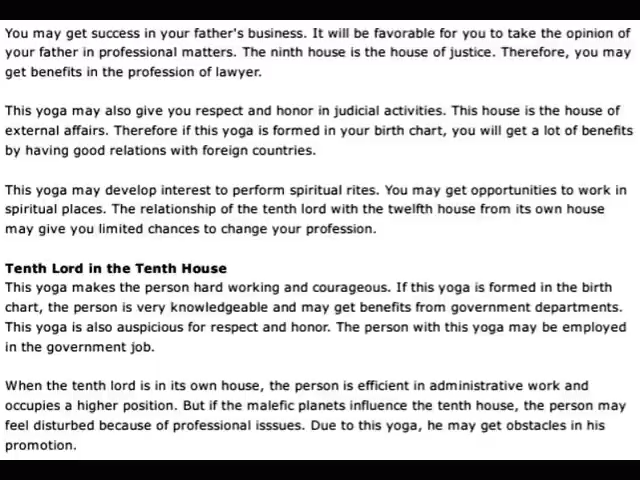 You may get success in your father's business. It will be favorable for you to take the opinion of
your father in professional matters. The ninth house is the house of justice. Therefore, you may
get benefits in the profession of lawyer.
This yoga may also give you respect and honor in judicial activities. This house is the house of
external affairs. Therefore if this yoga is formed in your birth chart, you will get a lot of benefits
by having good relations with foreign countries.
This yoga may develop interest to perform spiritual rites. You may get opportunities to work in
spiritual places. The relationship of the tenth lord with the twelfth house from its own house
may give you limited chances to change your profession.
Tenth Lord in the Tenth House
This yoga makes the person hard working and courageous. If this yoga is formed in the birth
chart, the person is very knowledgeable and may get benefits from government departments.
This yoga is also auspicious for respect and honor. The person with this yoga may be employed
in the government job.
When the tenth lord is in its own house, the person is efficient in administrative work and
occupies a higher position. But if the malefic planets influence the tenth house, the person may
feel disturbed because of professional isssues. Due to this yoga, he may get obstacles in his
promotion.